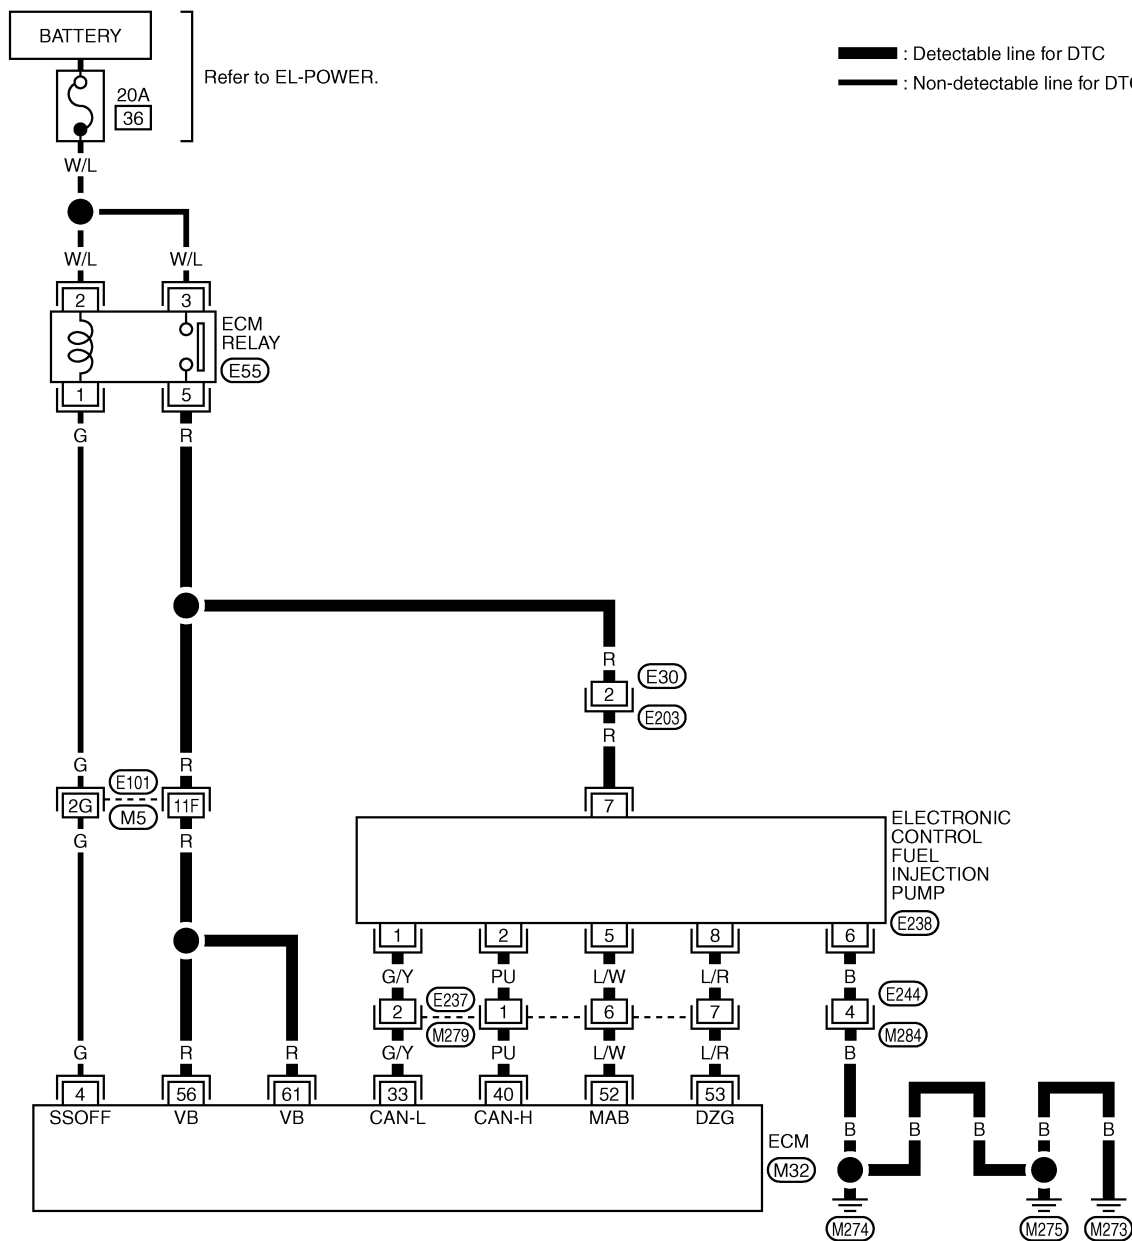 BATTERY
Refer to EL-POWER.
: Detectable line for DTC
: Non-detectable line for DTC
20A
36
W/L
W/L W/L
2 3
ECM
RELAY
E55
1 5
G R
R
E30
2
E203
R
G R
E101
2G 11F
M5
G R
7
ELECTRONIC
CONTROL
FUEL
INJECTION
PUMP
E238
1 2 5 8 6
G/Y PU L/W L/R B
E237 E244
2 1 6 7 4
M279 M284
G R R G/Y PU L/W L/R B
4 56 61 33 40 52 53
SSOFF VB VB CAN-L CAN-H MAB DZG
B B B B B
ECM
M32
M274 M275 M273